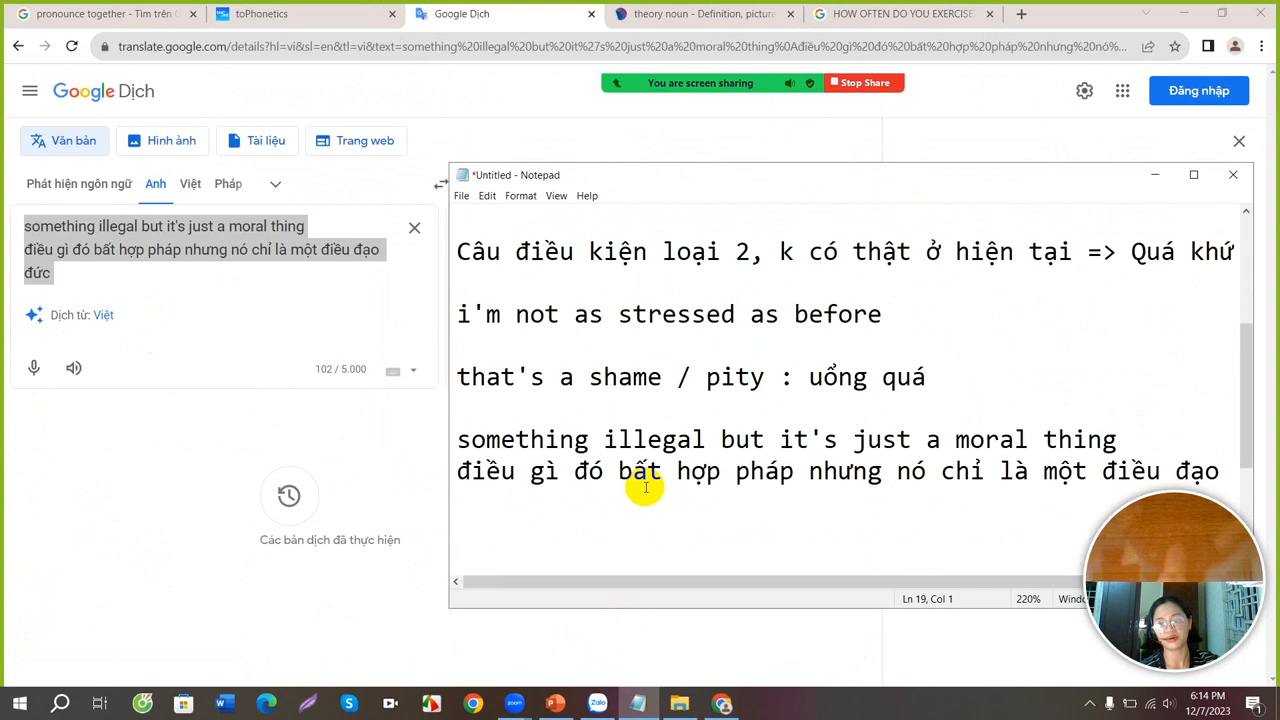 pronounce together - Tìm trên G
toPhonetics
Google Dịch
theory noun - Definition, picture
HOW OFTEN DO YOU EXERCISE
translate.google.com/details?hl=vi&sl=en&tl=vi&text=something%20illegal%20but%20it%27s%20just%20a%20moral%20thing%0Ađiều%20gì%20đó%20bất%20hợp%20pháp%20nhưng%20nó%...
Google Dịch
You are screen sharing
Stop Share
Đăng nhập
Văn bản
Hình ảnh
Tài liệu
Trang web
Phát hiện ngôn ngữ
Anh
Việt
Pháp
something illegal but it's just a moral thing
điều gì đó bất hợp pháp nhưng nó chỉ là một điều đạo
đức
Dịch từ: Việt
102 / 5.000
Các bản dịch đã thực hiện
*Untitled - Notepad
File Edit Format View Help
Câu điều kiện loại 2, k có thật ở hiện tại => Quá khứ
i'm not as stressed as before
that's a shame / pity : uổng quá
something illegal but it's just a moral thing
điều gì đó bất hợp pháp nhưng nó chỉ là một điều đạo
Ln 19, Col 1
220%
Windo
6:14 PM
12/7/2023